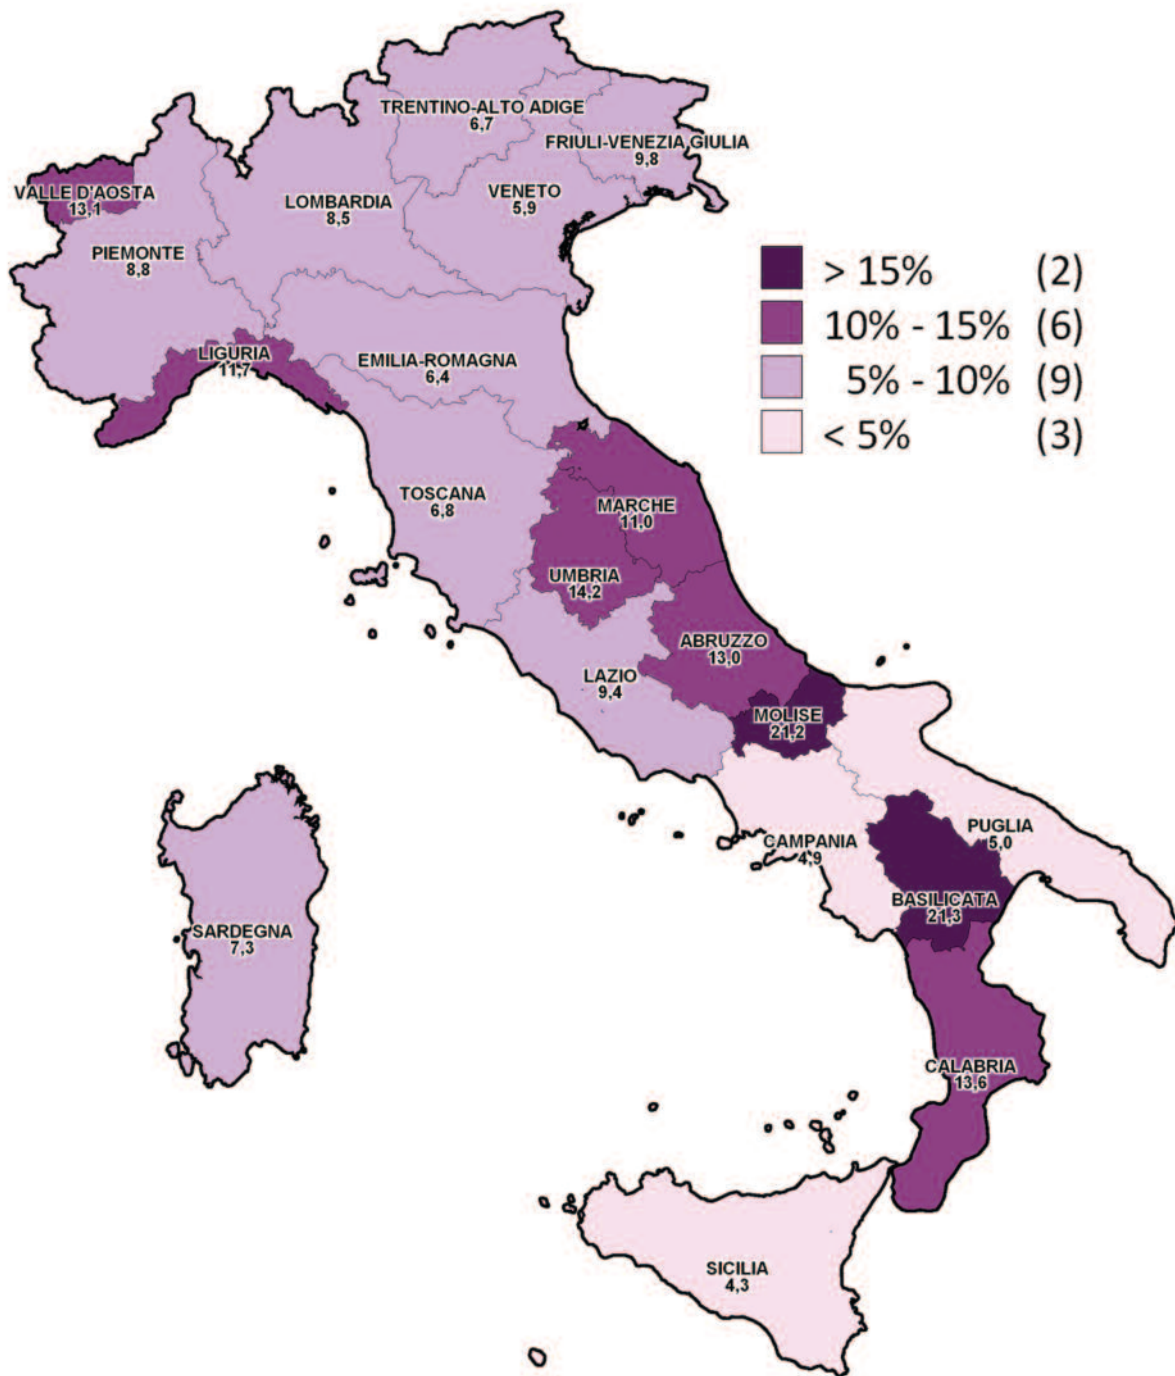 TRENTINO-ALTO ADIGE
6,7
FRIULI-VENEZIA GIULIA
9,8
VALLE D'AOSTA
13,1
LOMBARDIA
8,5
VENETO
5,9
PIEMONTE
8,8
> 15% (2)
10% - 15% (6)
5% - 10% (9)
< 5% (3)
LIGURIA
11,7
EMILIA-ROMAGNA
6,4
TOSCANA
6,8
MARCHE
11,0
UMBRIA
14,2
ABRUZZO
13,0
LAZIO
9,4
MOLISE
21,2
CAMPANIA
4,9
PUGLIA
5,0
BASILICATA
21,3
SARDEGNA
7,3
CALABRIA
13,6
SICILIA
4,3